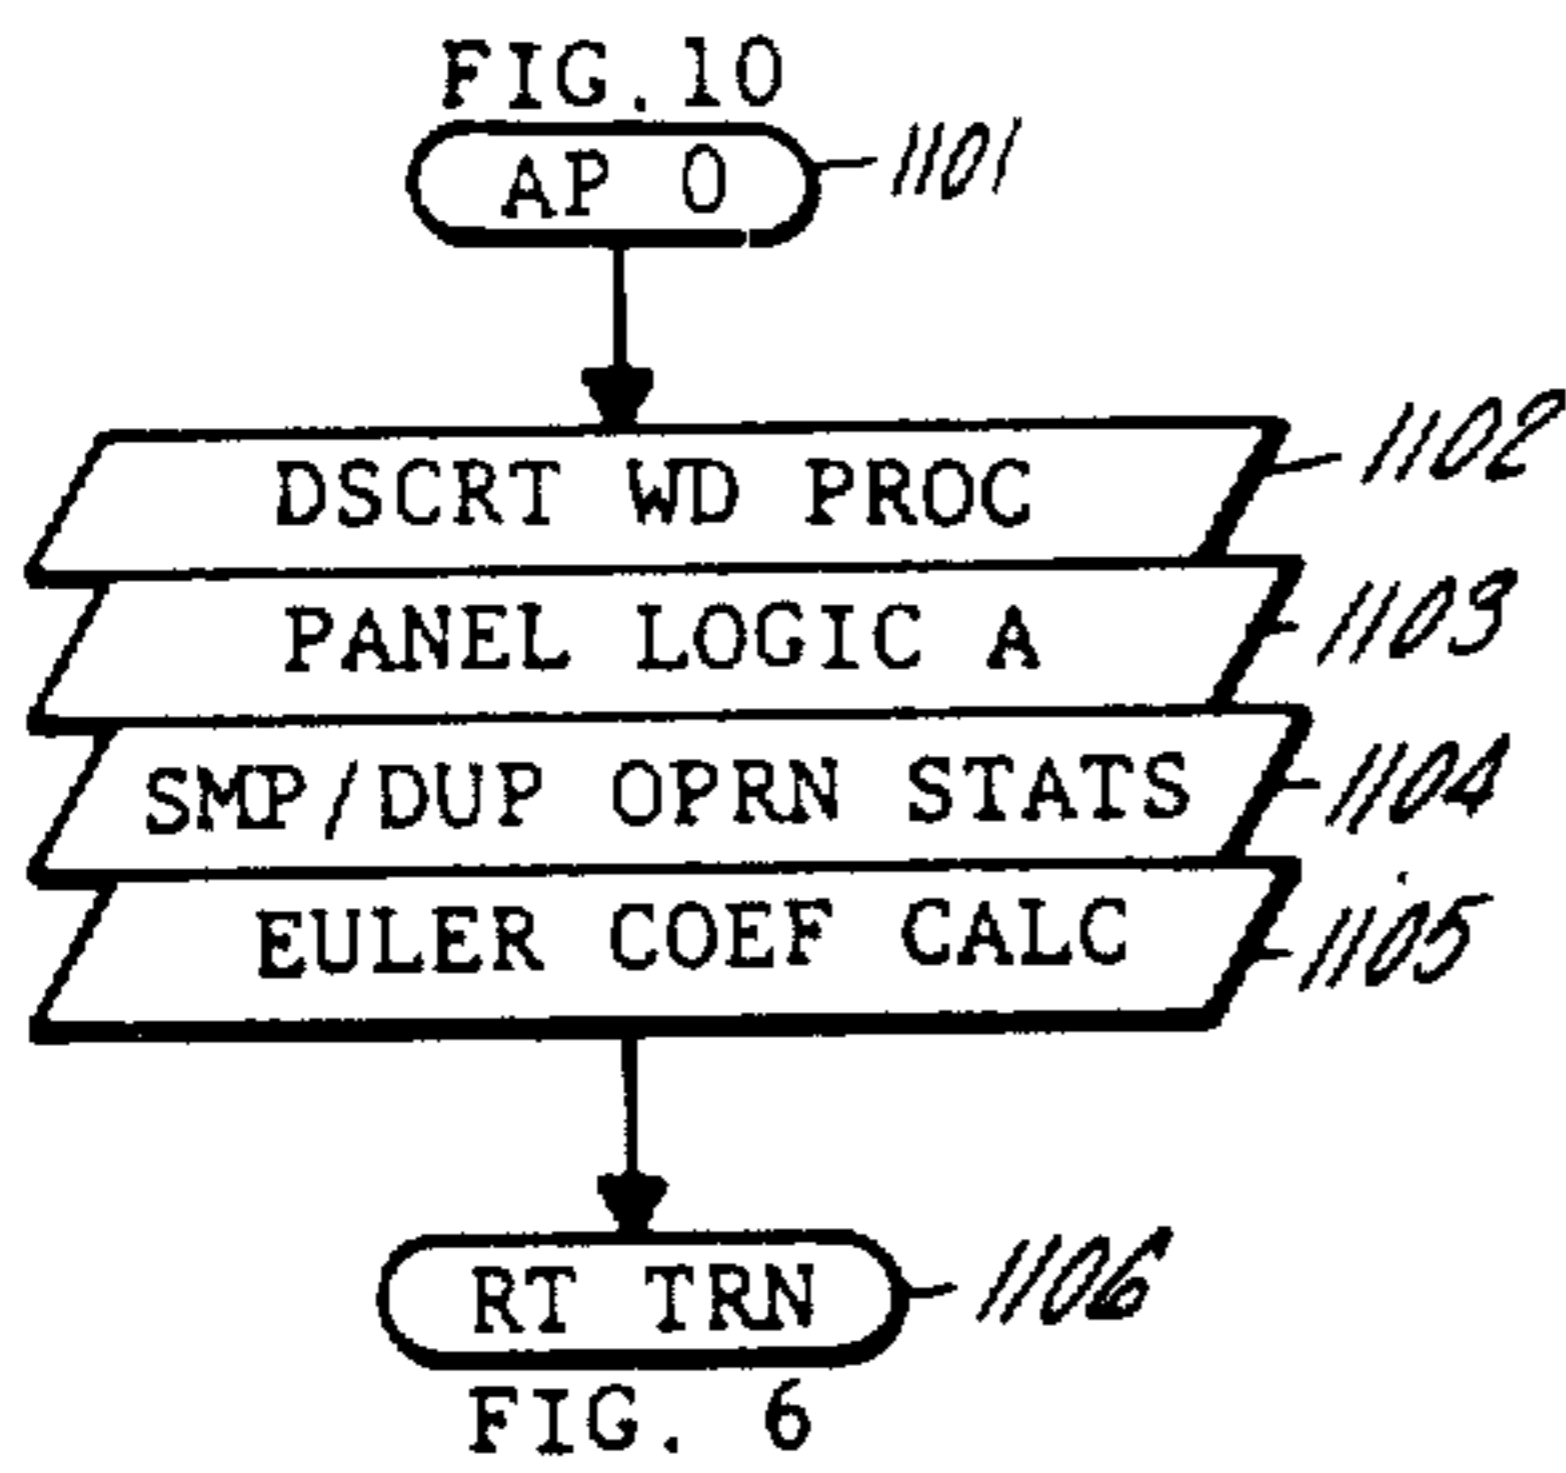 FIG. 10
AP 0 1101
DSCRT WD PROC 1102
PANEL LOGIC A 1103
SMP/DUP OPRN STATS 1104
EULER COEF CALC 1105
RT TRN 1106
FIG. 6